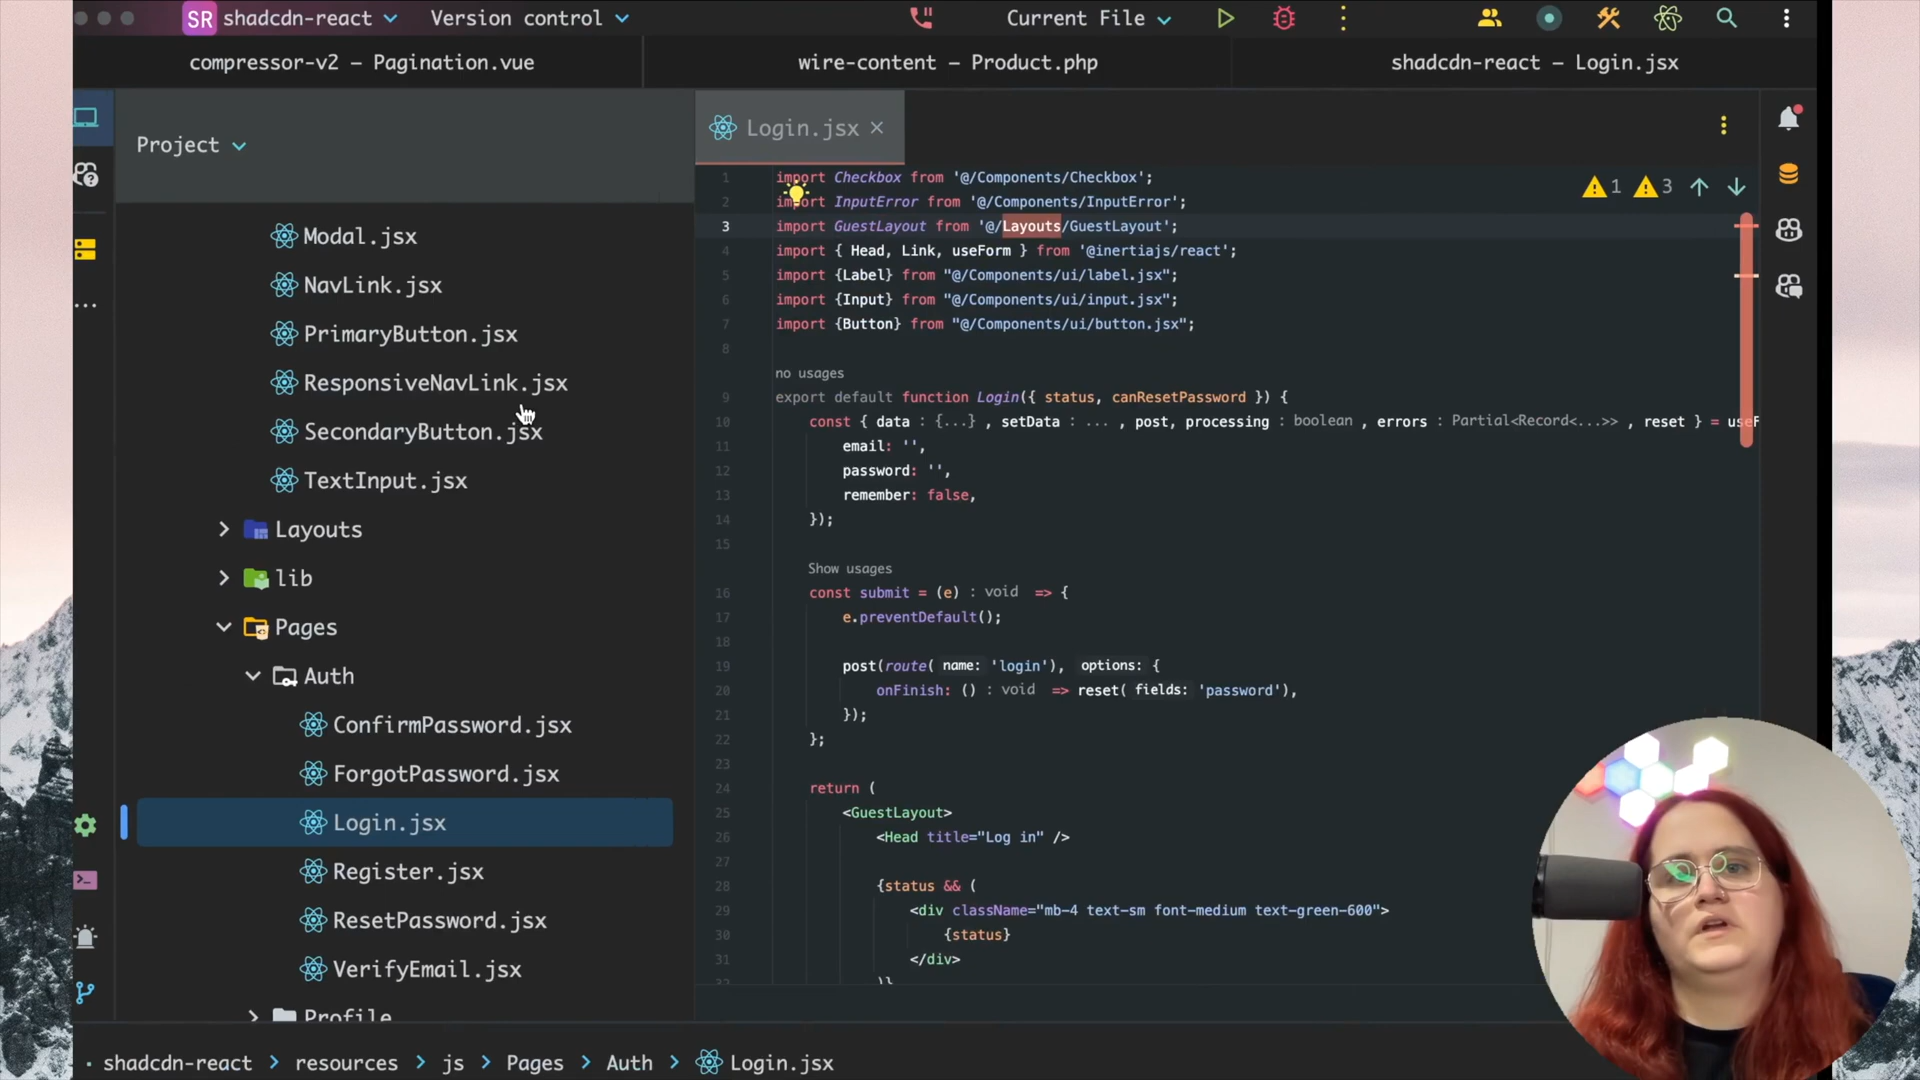 SR shadcdn-react Version control Current File
compressor-v2 – Pagination.vue wire-content – Product.php shadcdn-react – Login.jsx
Project
Modal.jsx
NavLink.jsx
PrimaryButton.jsx
ResponsiveNavLink.jsx
SecondaryButton.jsx
TextInput.jsx
Layouts
lib
Pages
Auth
ConfirmPassword.jsx
ForgotPassword.jsx
Login.jsx
Register.jsx
ResetPassword.jsx
VerifyEmail.jsx
Profile
Login.jsx
1 3
1 import Checkbox from '@/Components/Checkbox';
2 import InputError from '@/Components/InputError';
3 import GuestLayout from '@/Layouts/GuestLayout';
4 import { Head, Link, useForm } from '@inertiajs/react';
5 import {Label} from "@/Components/ui/label.jsx";
6 import {Input} from "@/Components/ui/input.jsx";
7 import {Button} from "@/Components/ui/button.jsx";
8
no usages
9 export default function Login({ status, canResetPassword }) {
10 const { data : {...} , setData : ... , post, processing : boolean , errors : Partial<Record<...>> , reset } = useF
11 email: '',
12 password: '',
13 remember: false,
14 });
15
Show usages
16 const submit = (e) : void => {
17 e.preventDefault();
18
19 post(route( name: 'login'), options: {
20 onFinish: () : void => reset( fields: 'password'),
21 });
22 };
23
24 return (
25 <GuestLayout>
26 <Head title="Log in" />
27
28 {status && (
29 <div className="mb-4 text-sm font-medium text-green-600">
30 {status}
31 </div>
32 )}
shadcdn-react > resources > js > Pages > Auth > Login.jsx